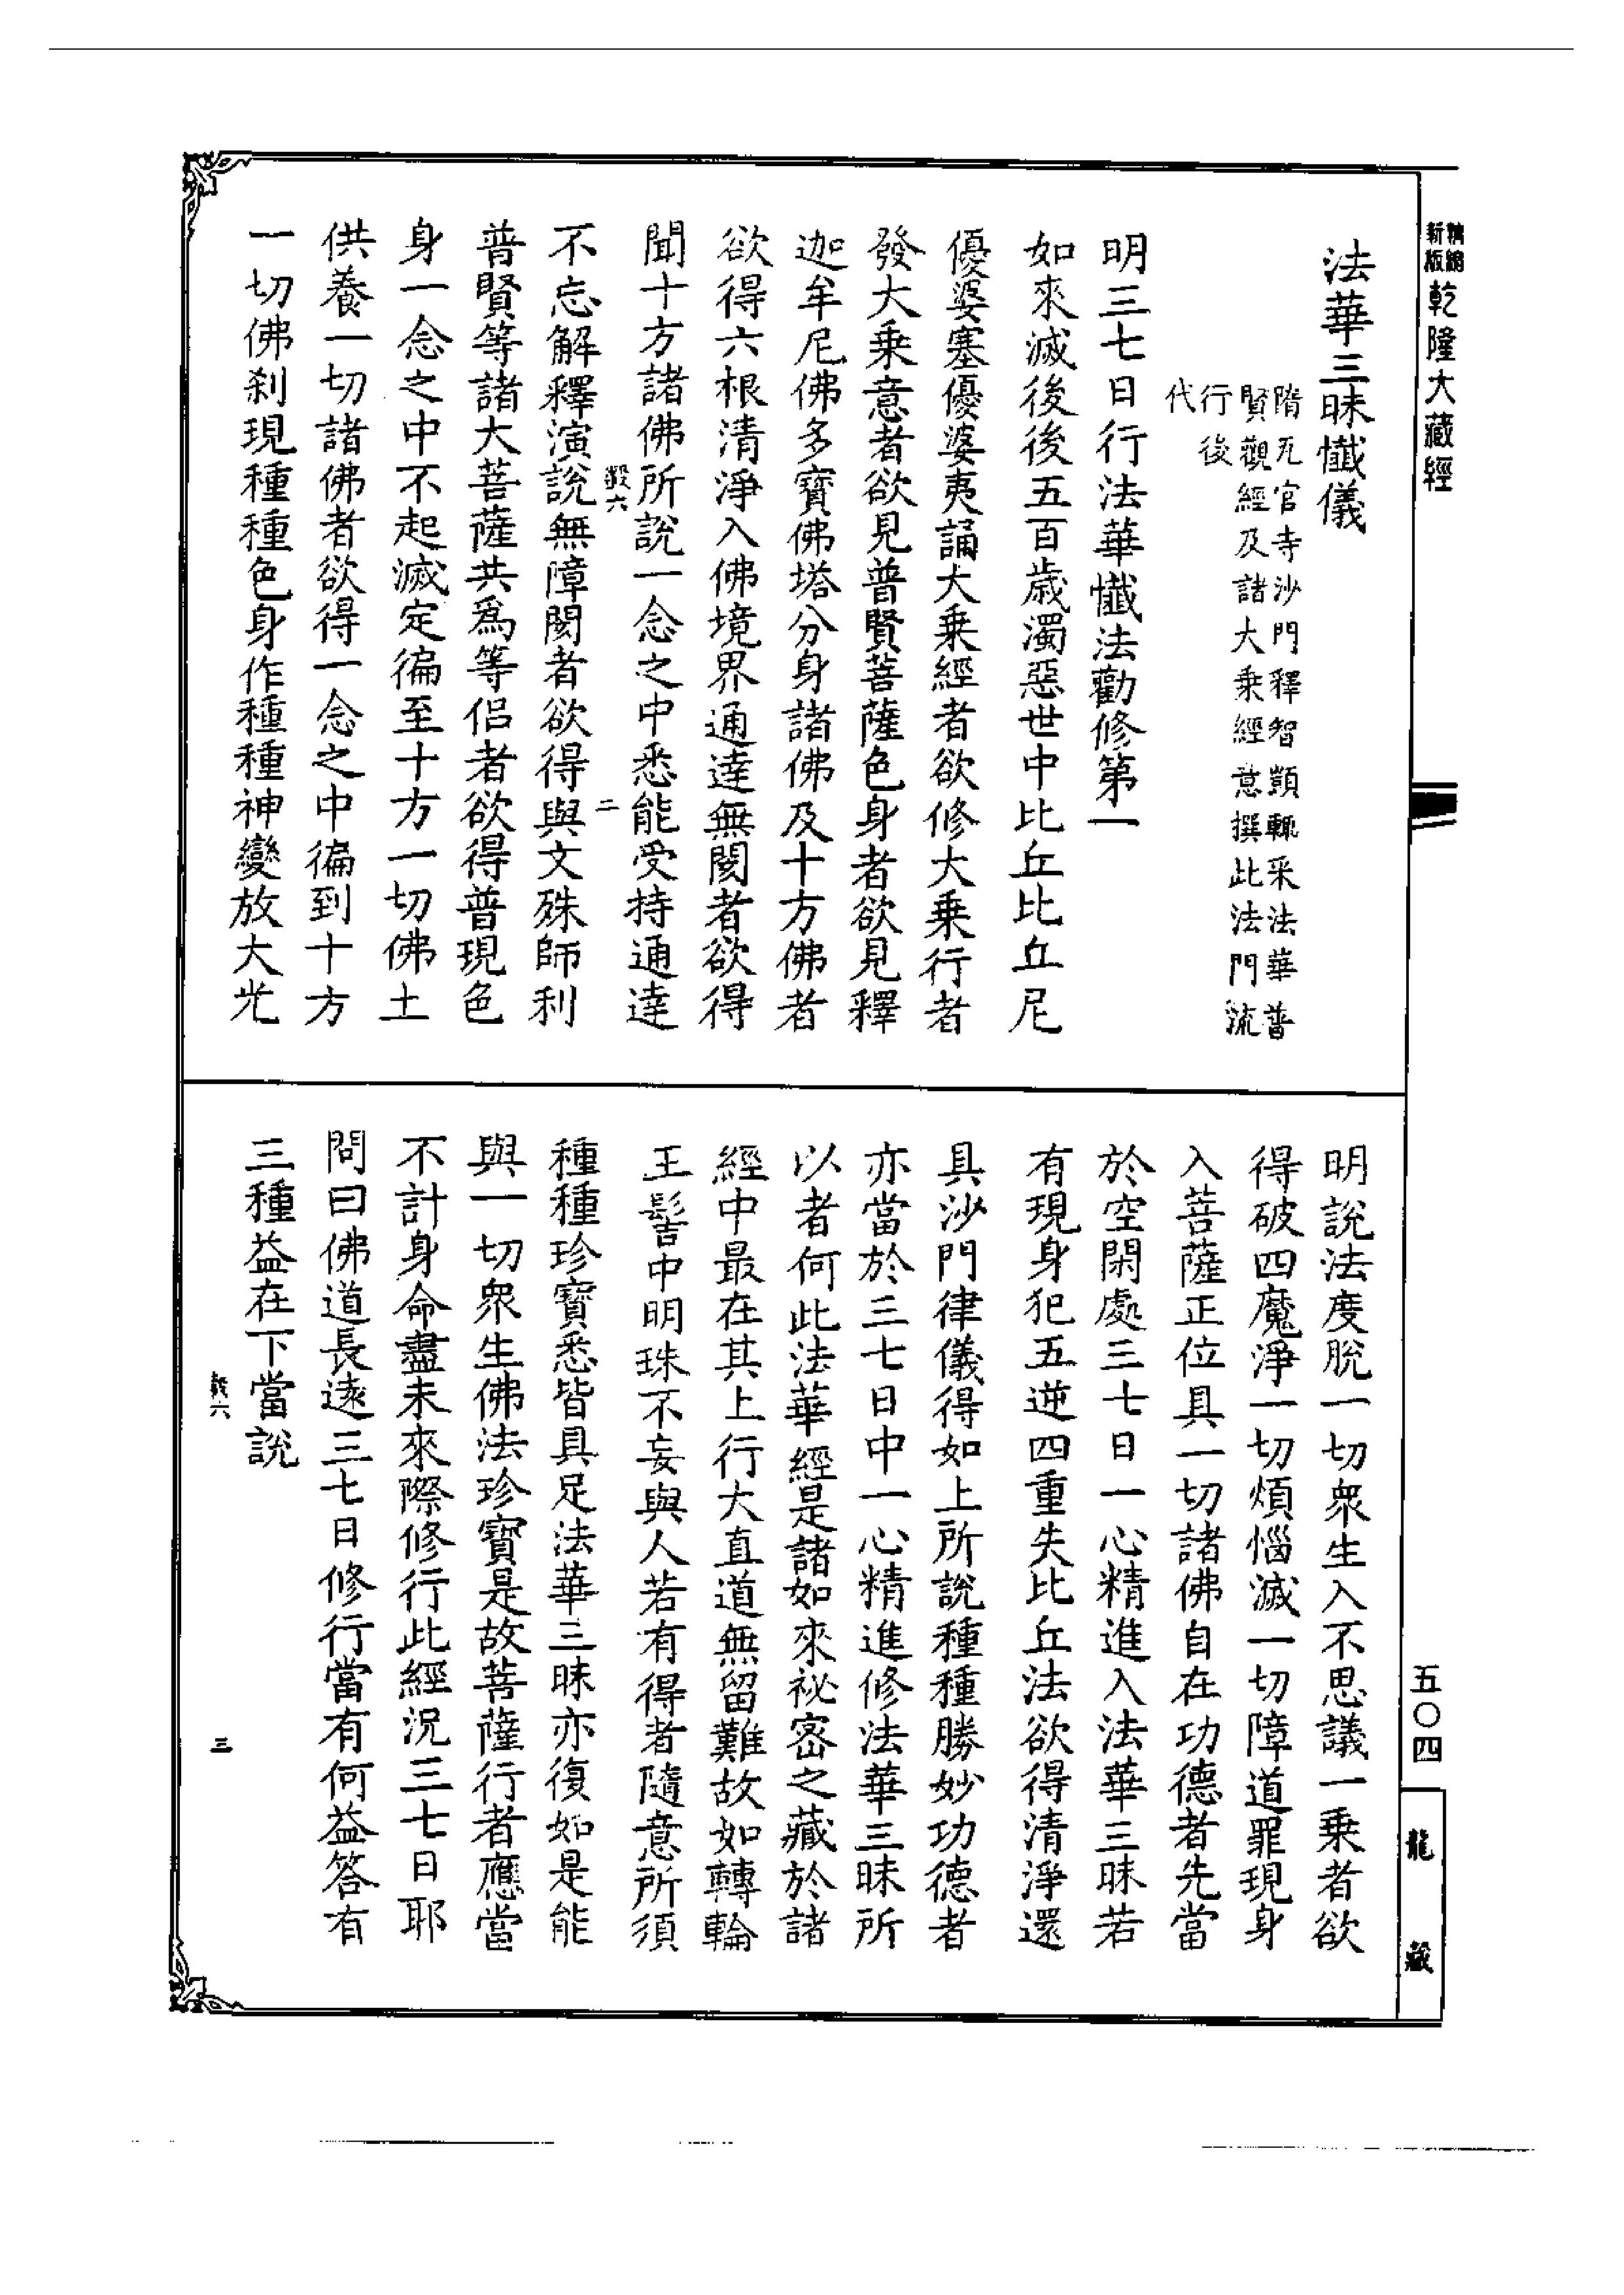 精縮新版乾隆大藏經
法華三昧懺儀
隋瓦官寺沙門釋智顗輒采法華普
賢觀經及諸大乘經意撰此法門流
行後
代
明三七日行法華懺法勸修第一
如來滅後後五百歲濁惡世中比丘比丘尼
優婆塞優婆夷誦大乘經者欲修大乘行者
發大乘意者欲見普賢菩薩色身者欲見釋
迦牟尼佛多寶佛塔分身諸佛及十方佛者
欲得六根清淨入佛境界通達無閡者欲得
聞十方諸佛所說一念之中悉能受持通達
毂六
二
不忘解釋演說無障閡者欲得與文殊師利
普賢等諸大菩薩共為等侶者欲得普現色
身一念之中不起滅定徧至十方一切佛土
供養一切諸佛者欲得一念之中徧到十方
一切佛刹現種種色身作種種神變放大光
明說法度脫一切眾生入不思議一乘者欲
得破四魔淨一切煩惱滅一切障道罪現身
入菩薩正位具一切諸佛自在功德者先當
於空閑處三七日一心精進入法華三昧若
有現身犯五逆四重失比丘法欲得清淨還
具沙門律儀得如上所說種種勝妙功德者
亦當於三七日中一心精進修法華三昧所
以者何此法華經是諸如來祕密之藏於諸
經中最在其上行大直道無留難故如轉輪
王髻中明珠不妄與人若有得者隨意所須
種種珍寶悉皆具足法華三昧亦復如是能
與一切眾生佛法珍寶是故菩薩行者應當
不計身命盡未來際修行此經況三七日耶
問曰佛道長遠三七日修行當有何益答有
三種益在下當說
毂六
三
五〇四
龍藏